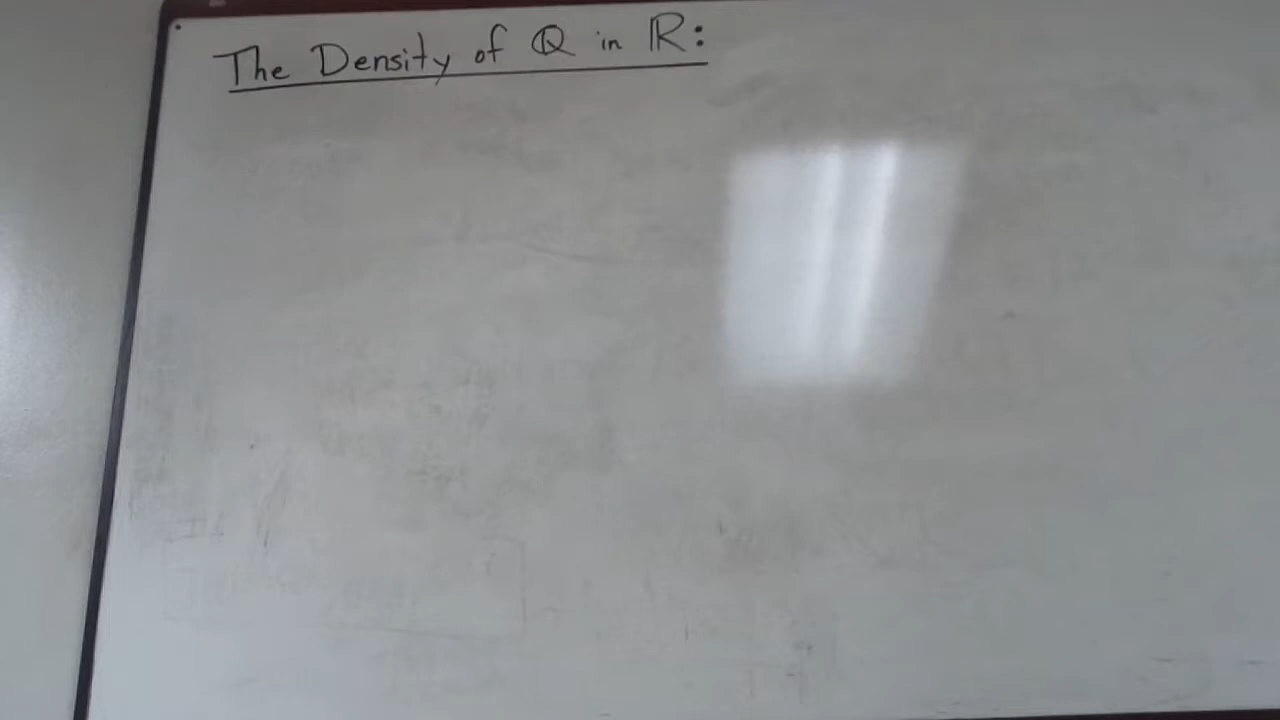 The Density of ℚ in ℝ: